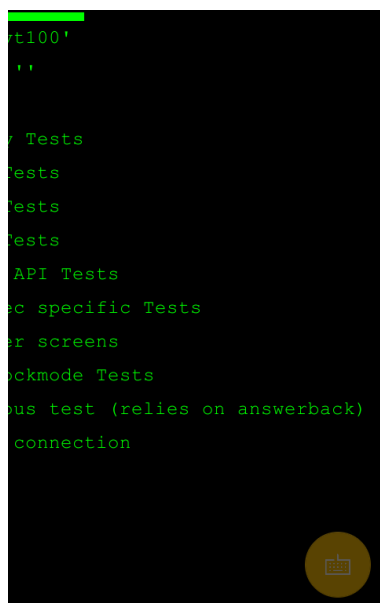 vt100'
''
y Tests
Tests
Tests
Tests
API Tests
ec specific Tests
er screens
ockmode Tests
ous test (relies on answerback)
connection